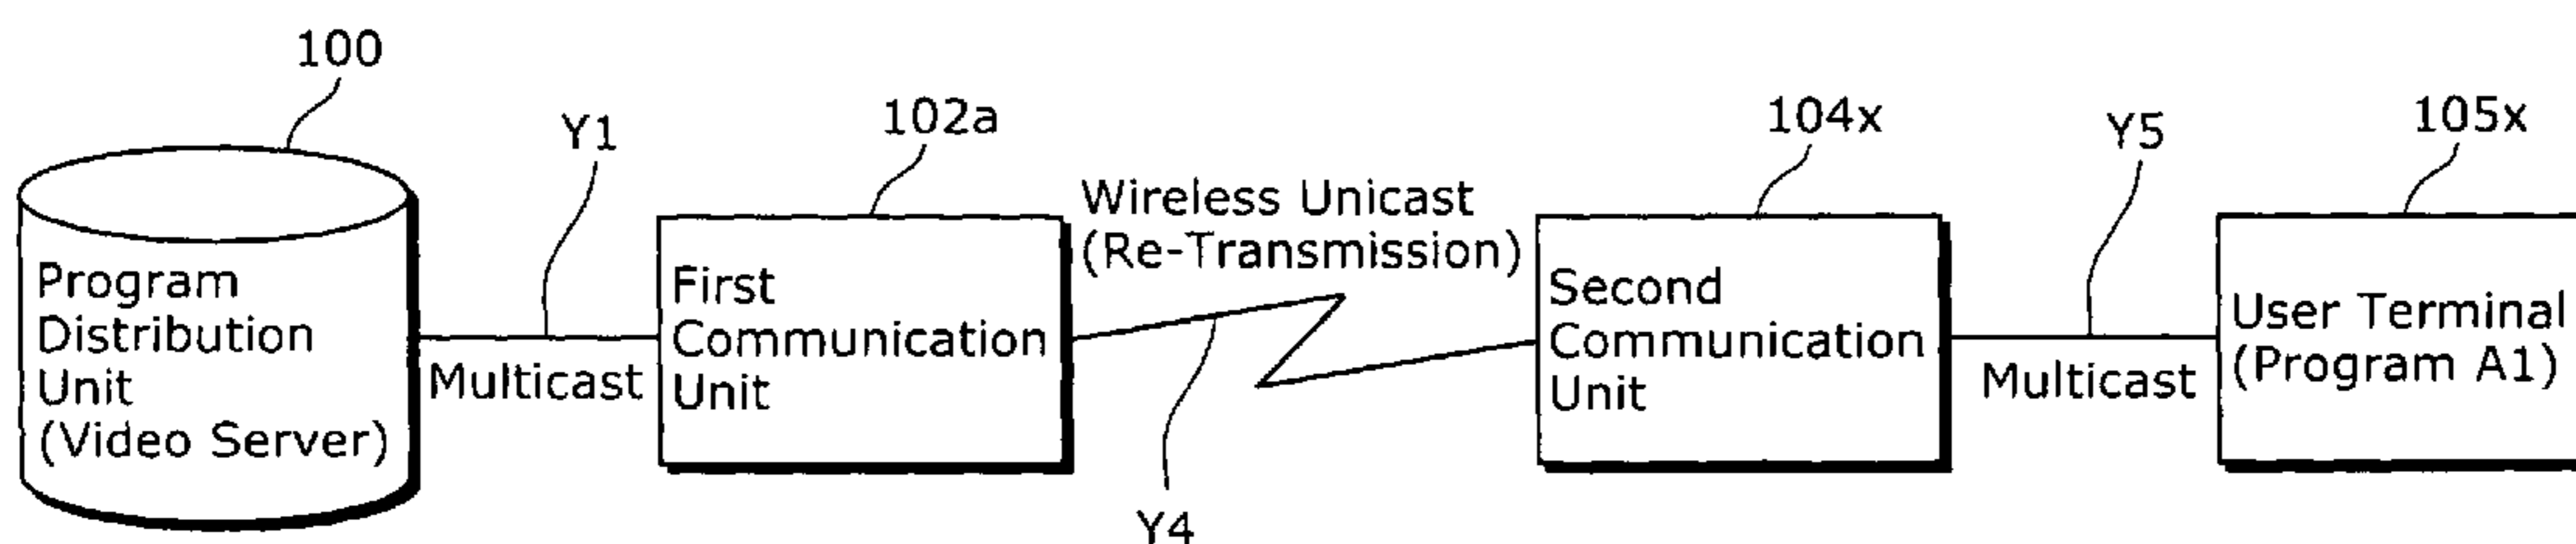 100
Y1
102a
104x
Y5
105x
Program
Distribution
Unit
(Video Server)
Multicast
First
Communication
Unit
Wireless Unicast
(Re-Transmission)
Y4
Second
Communication
Unit
Multicast
User Terminal
(Program A1)